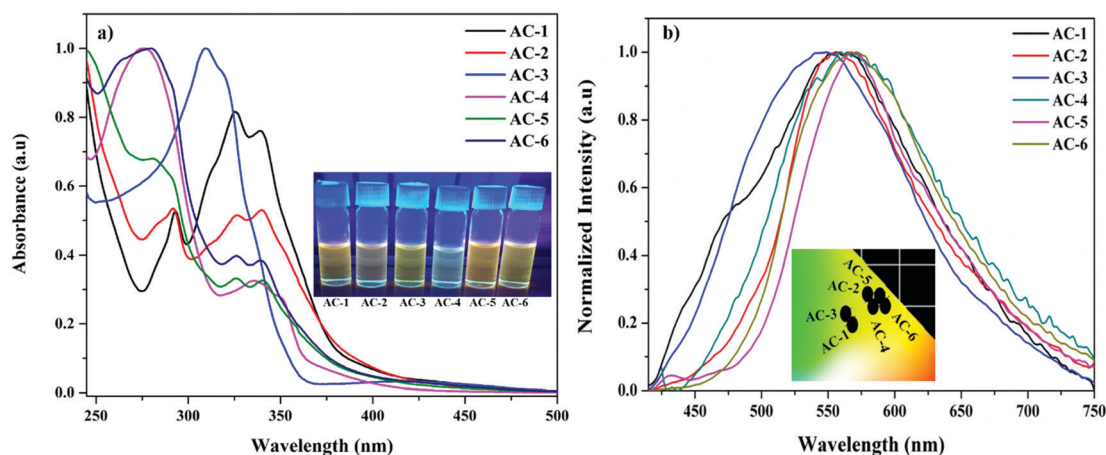 a)
AC-1
AC-2
AC-3
AC-4
AC-5
AC-6
Absorbance (a.u)
1.0
0.8
0.6
0.4
0.2
0.0
AC-1 AC-2 AC-3 AC-4 AC-5 AC-6
250 300 350 400 450 500
Wavelength (nm)
b)
AC-1
AC-2
AC-3
AC-4
AC-5
AC-6
Normalized Intensity (a.u)
1.0
0.8
0.6
0.4
0.2
0.0
AC-5
AC-2
AC-3
AC-1
AC-4
AC-6
450 500 550 600 650 700 750
Wavelength (nm)